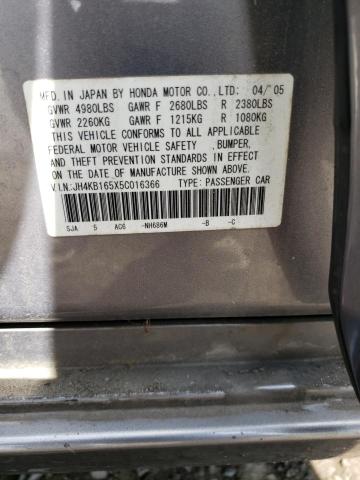 MFD. IN JAPAN BY HONDA MOTOR CO., LTD: 04/'05
GVWR 4980LBS GAWR F 2680LBS R 2380LBS
GVWR 2260KG GAWR F 1215KG R 1080KG
THIS VEHICLE CONFORMS TO ALL APPLICABLE
FEDERAL MOTOR VEHICLE SAFETY , BUMPER,
AND THEFT PREVENTION STANDARDS IN EFFECT
ON THE DATE OF MANUFACTURE SHOWN ABOVE.
V.I.N:JH4KB165X5C016366 TYPE: PASSENGER CAR
SJA 5 AC6 -NH686M -B -C